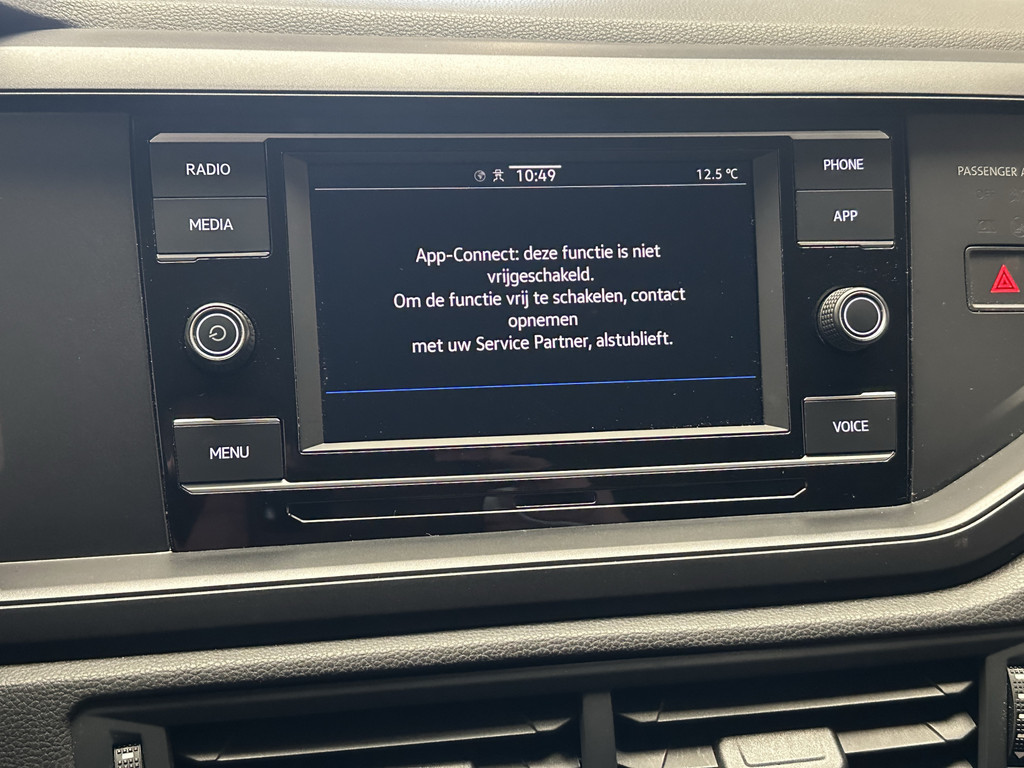 RADIO
MEDIA
MENU
10:49
12.5 °C
App-Connect: deze functie is niet
vrijgeschakeld.
Om de functie vrij te schakelen, contact
opnemen
met uw Service Partner, alstublieft.
PHONE
APP
VOICE
PASSENGER